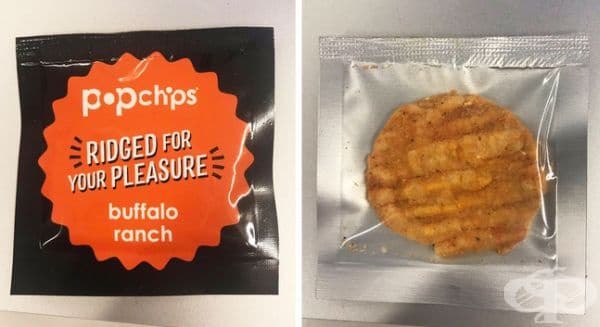 popchips
RIDGED FOR
YOUR PLEASURE
buffalo
ranch